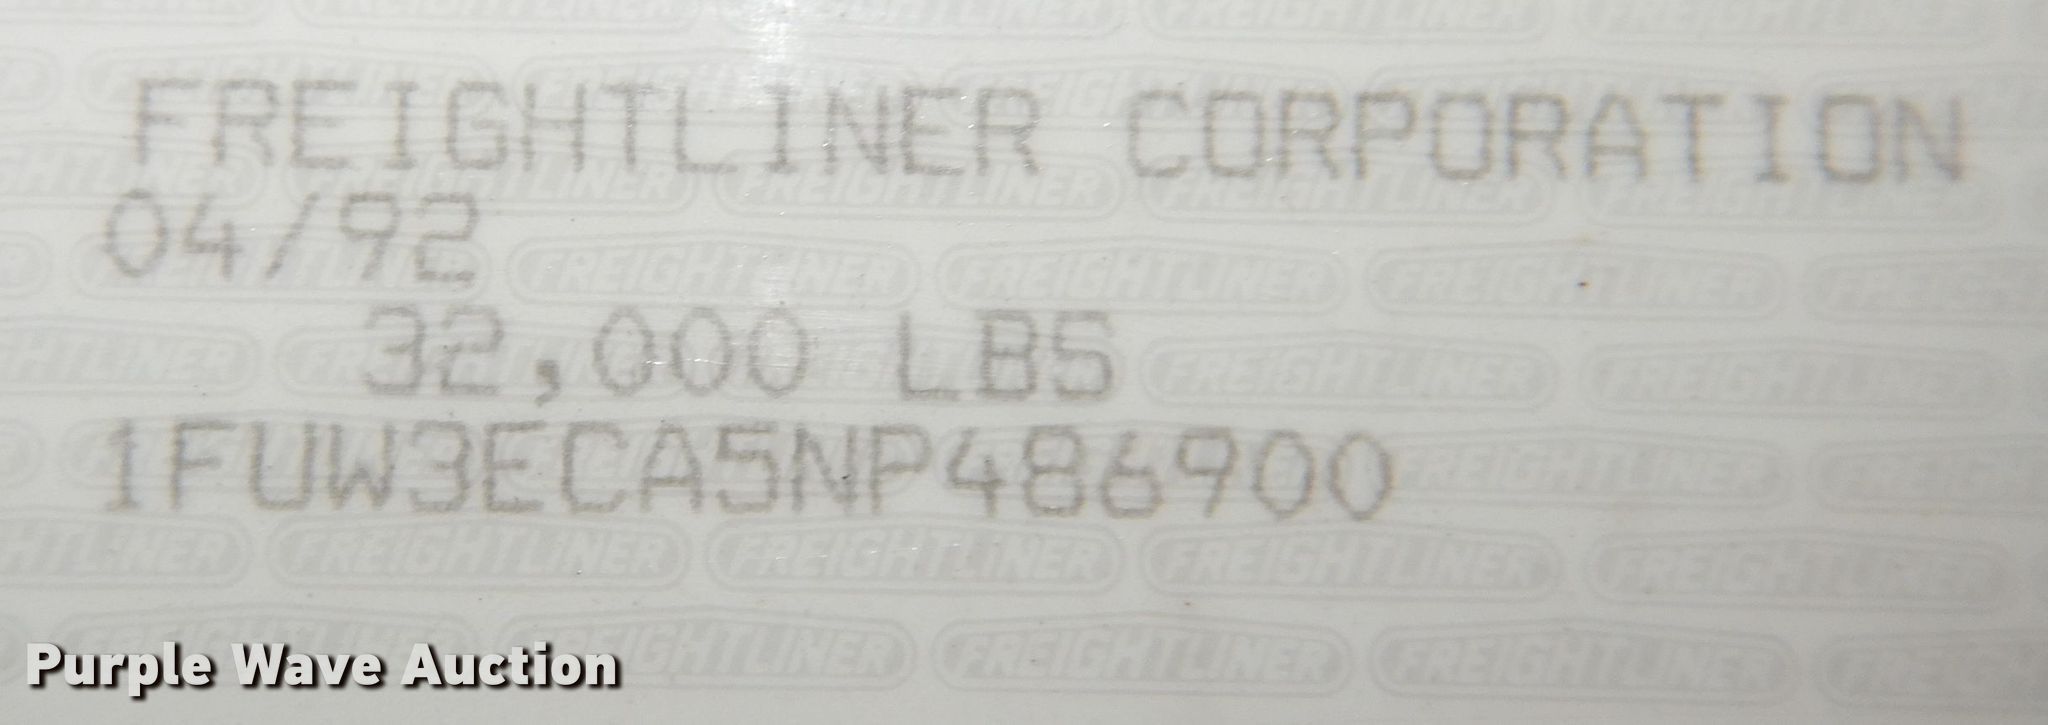 FREIGHTLINER CORPORATION
04/92
32,000 LBS
1FUW3ECA5NP486900
Purple Wave Auction